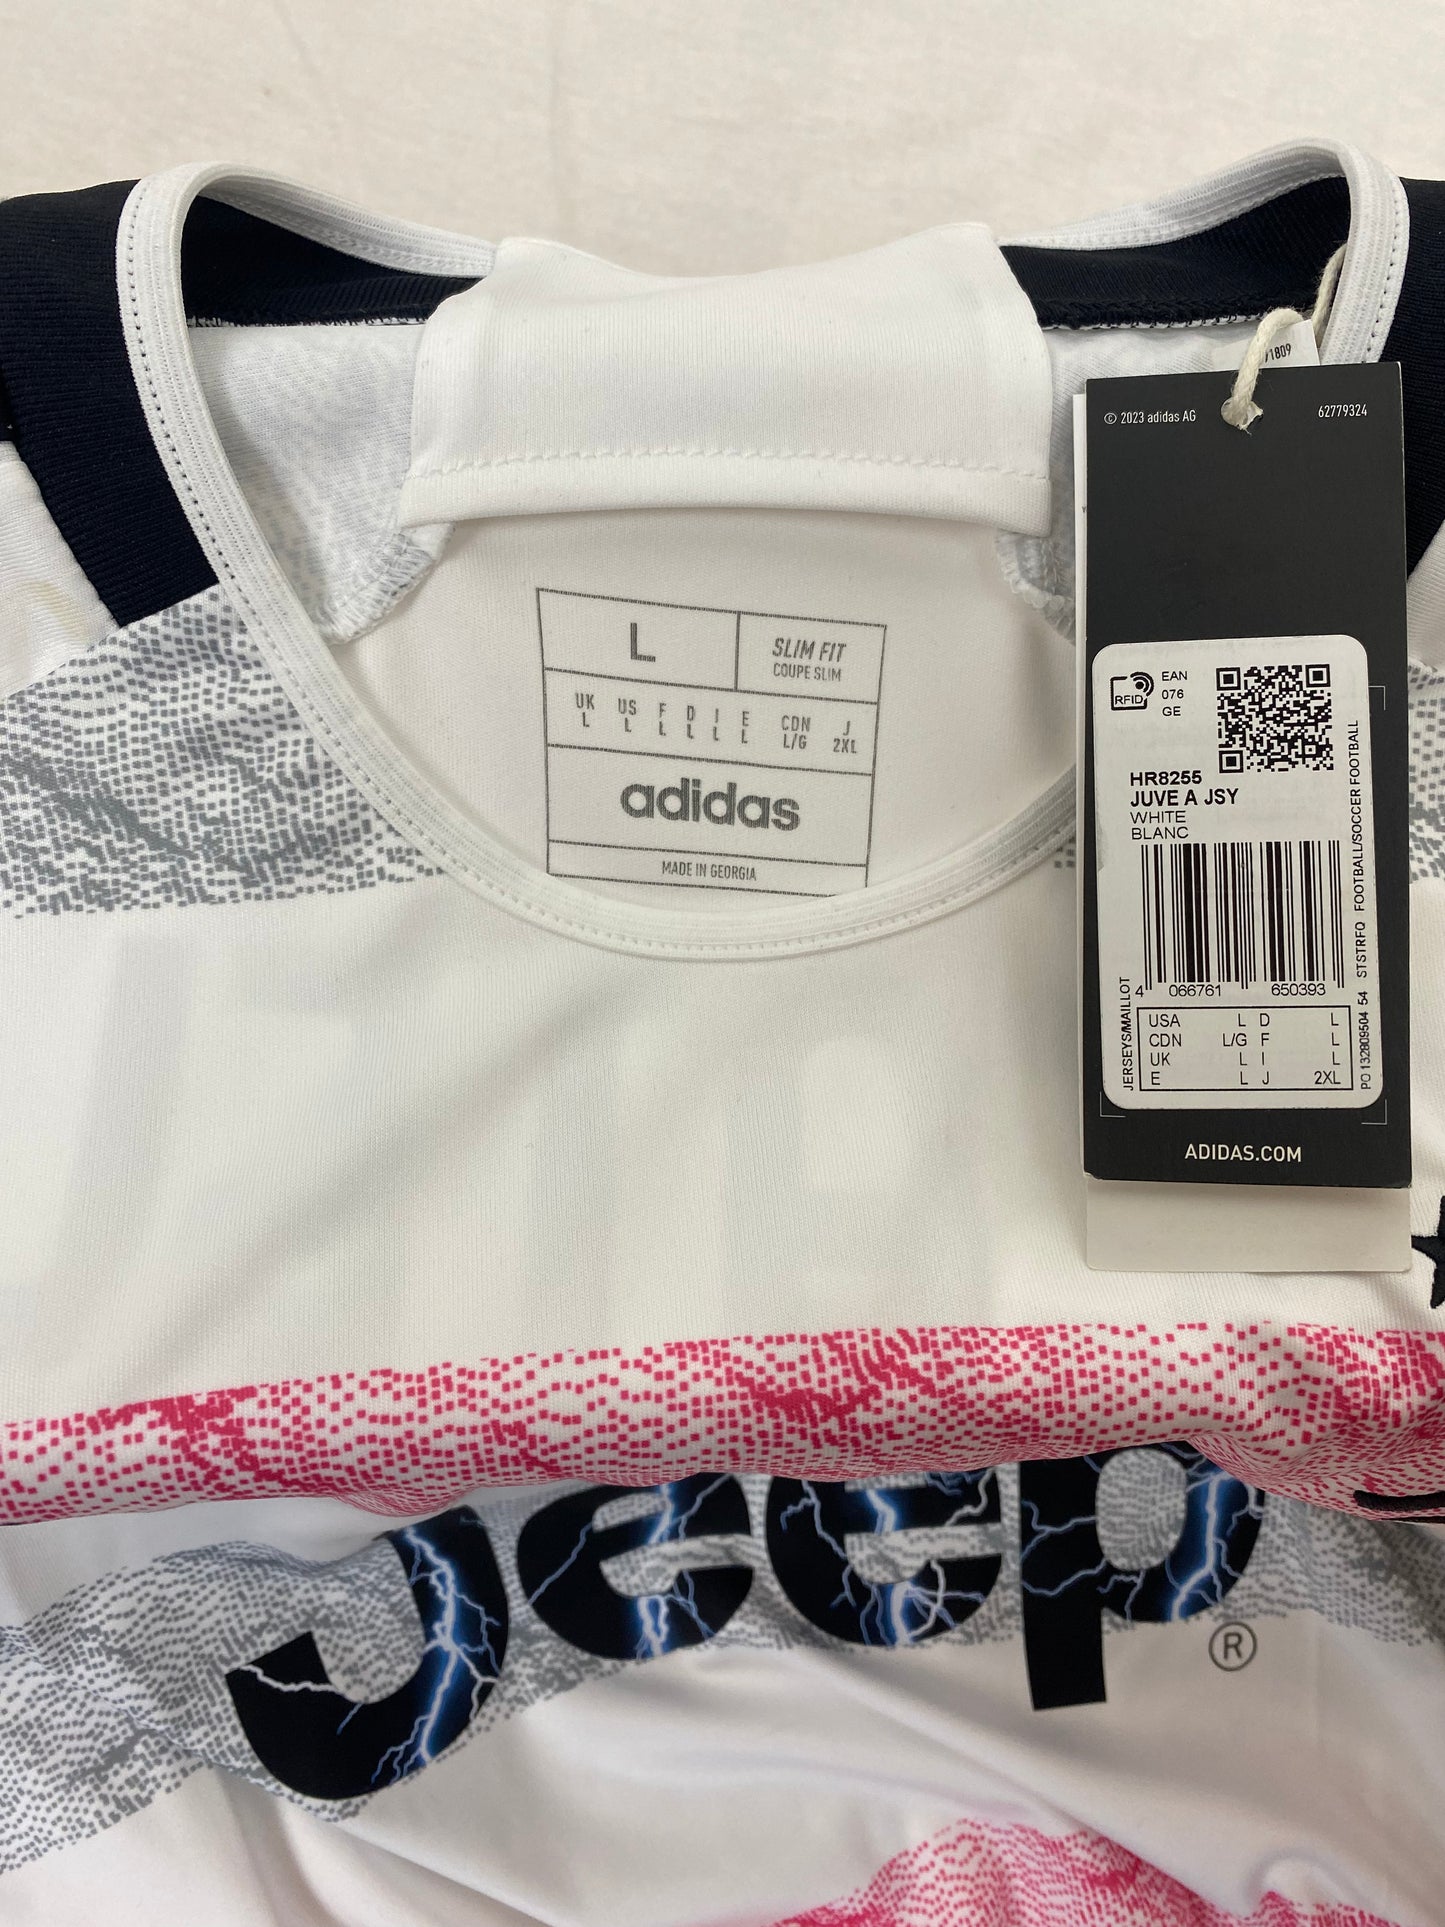 71809
© 2023 adidas AG 62779324
L SLIM FIT
COUPE SLIM
UK US F D I E CDN J
L L L L L L L/G 2XL
adidas
MADE IN GEORGIA
RFID
EAN
076
GE
HR8255
JUVE A JSY
WHITE
BLANC
4 066761 650393
USA L D L
CDN L/G F L
UK L I L
E L J 2XL
JERSEYS/MAILLOT
PO 132809504 54 STSTRFQ FOOTBALL/SOCCER FOOTBALL
ADIDAS.COM
Jeep®